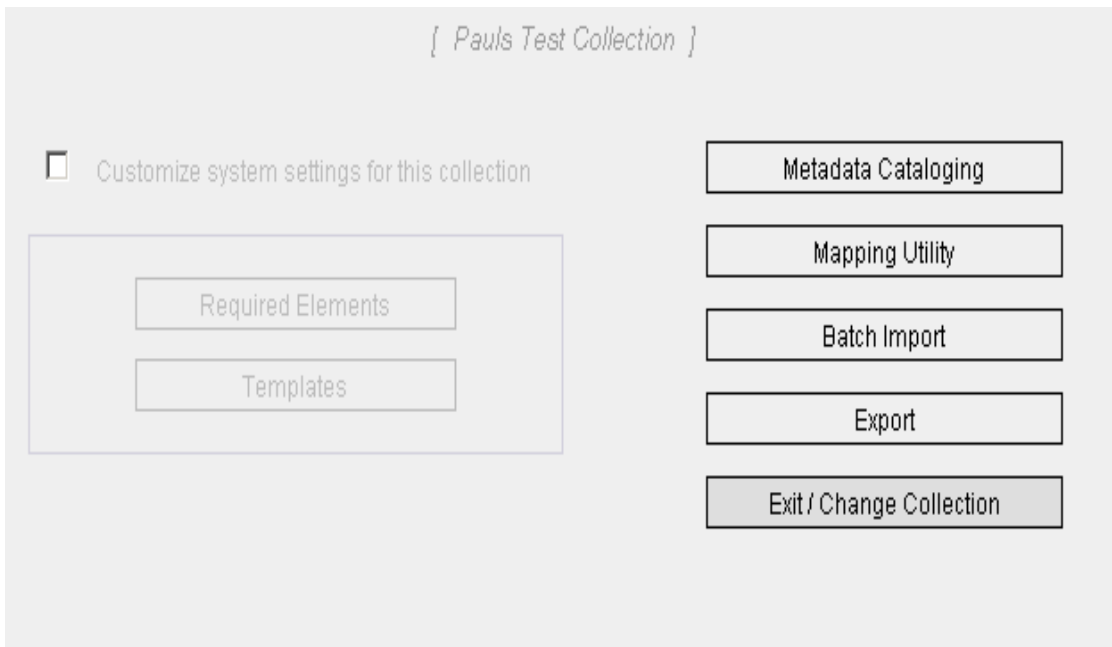 [ Pauls Test Collection ]
Customize system settings for this collection
Required Elements
Templates
Metadata Cataloging
Mapping Utility
Batch Import
Export
Exit / Change Collection